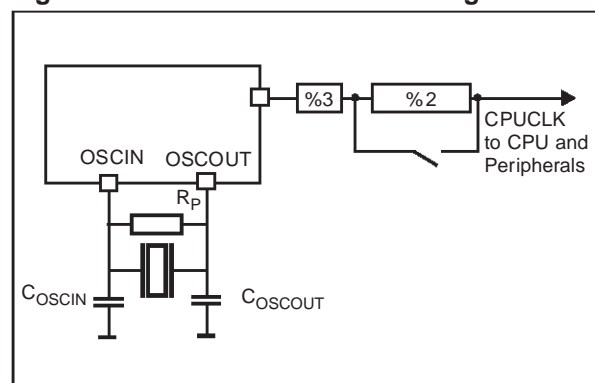 %3
%2
CPUCLK
to CPU and
Peripherals
OSCIN OSCOUT
RP
COSCIN
COSCOUT